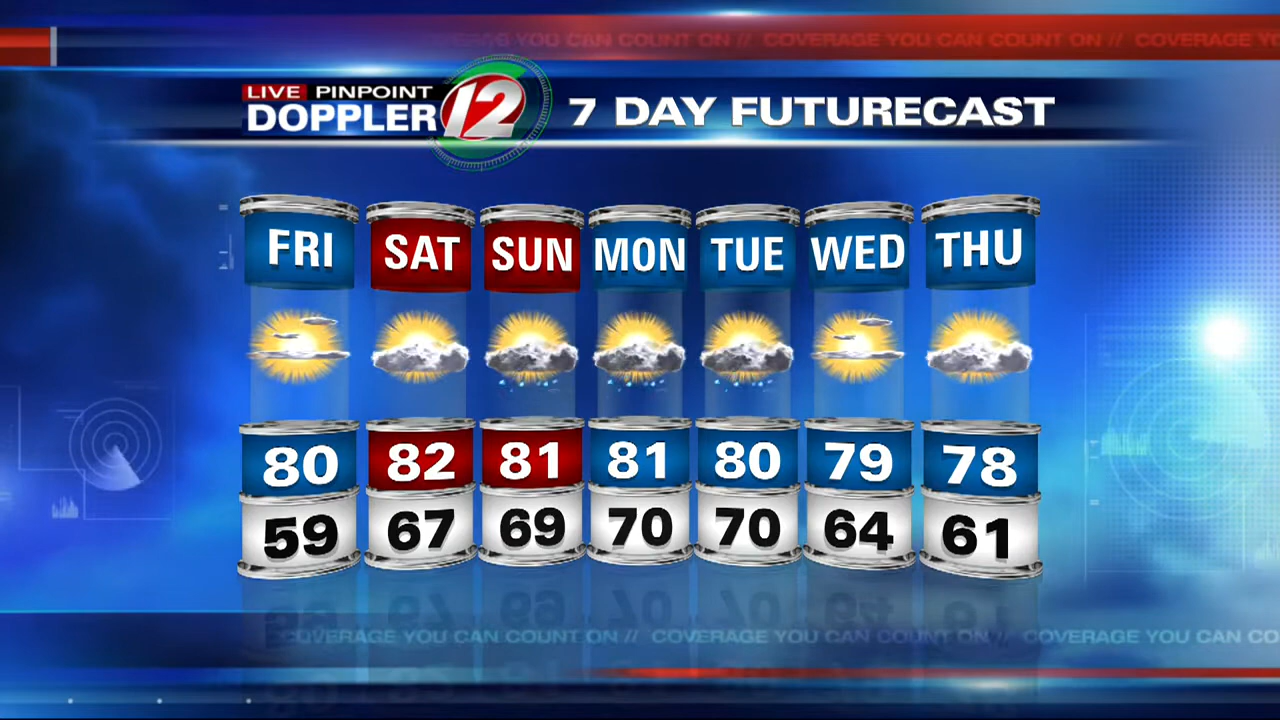 COVERAGE YOU CAN COUNT ON // COVERAGE YOU CAN COUNT ON // COVERAGE Y
LIVE PINPOINT
DOPPLER 12
7 DAY FUTURECAST
FRI SAT SUN MON TUE WED THU
80 82 81 81 80 79 78
59 67 69 70 70 64 61
COVERAGE YOU CAN COUNT ON // COVERAGE YOU CAN COUNT ON // COVERAGE YOU CAN CO